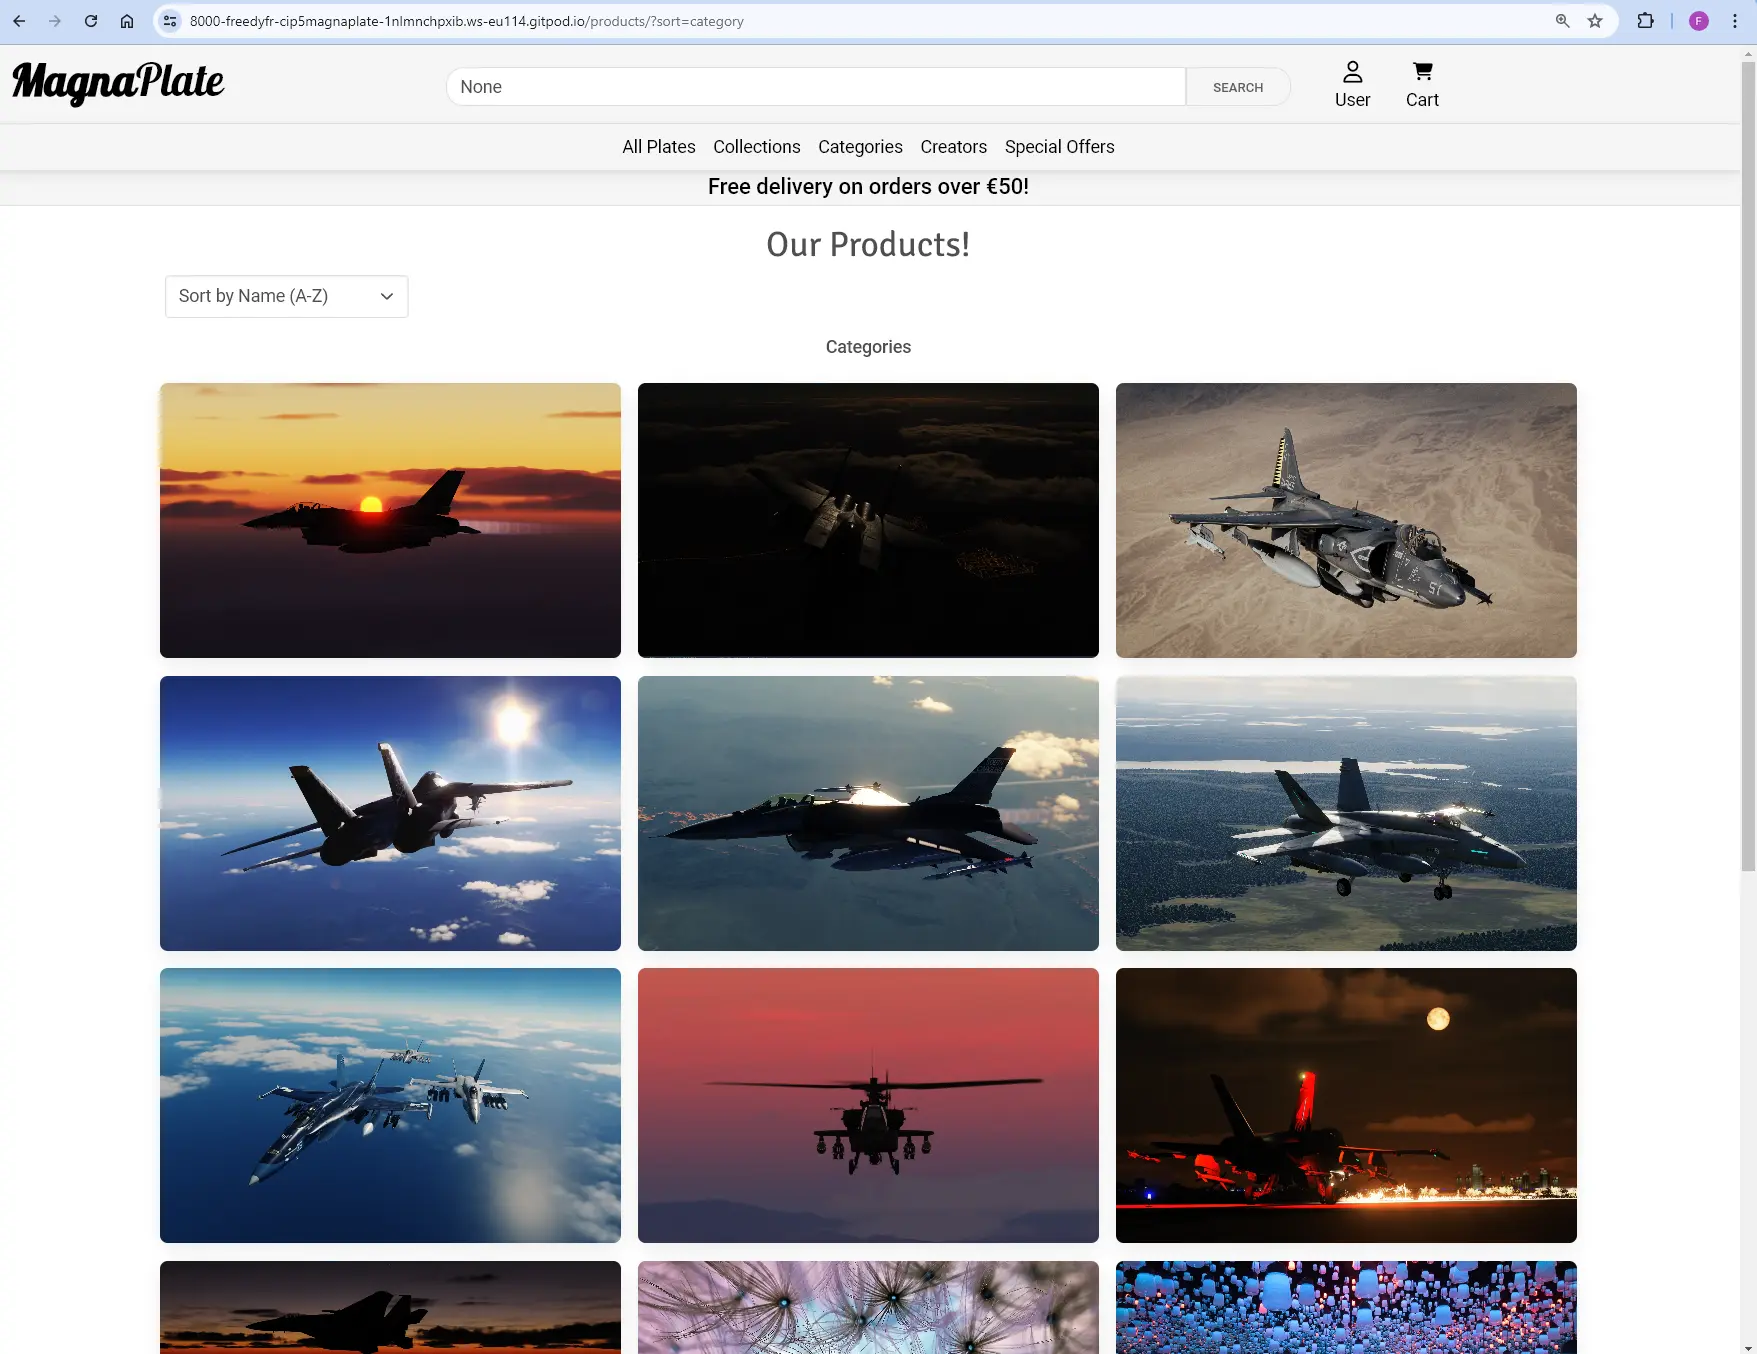 8000-freedyfr-cip5magnaplate-1nlmnchpxib.ws-eu114.gitpod.io/products/?sort=category
F
MagnaPlate
None
SEARCH
User
Cart
All Plates Collections Categories Creators Special Offers
Free delivery on orders over €50!
Our Products!
Sort by Name (A-Z)
Categories